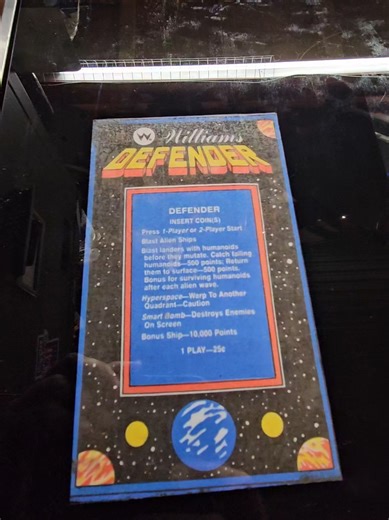 W Williams
DEFENDER
DEFENDER
INSERT COIN(S)
Press 1-Player or 2-Player Start
Blast Alien Ships
Blast landers with humanoids
before they mutate. Catch falling
humanoids—500 points; Return
them to surface—500 points.
Bonus for surviving humanoids
after each alien wave.
Hyperspace—Warp To Another
Quadrant—Caution
Smart Bomb—Destroys Enemies
On Screen
Bonus Ship—10,000 Points
1 PLAY—25¢